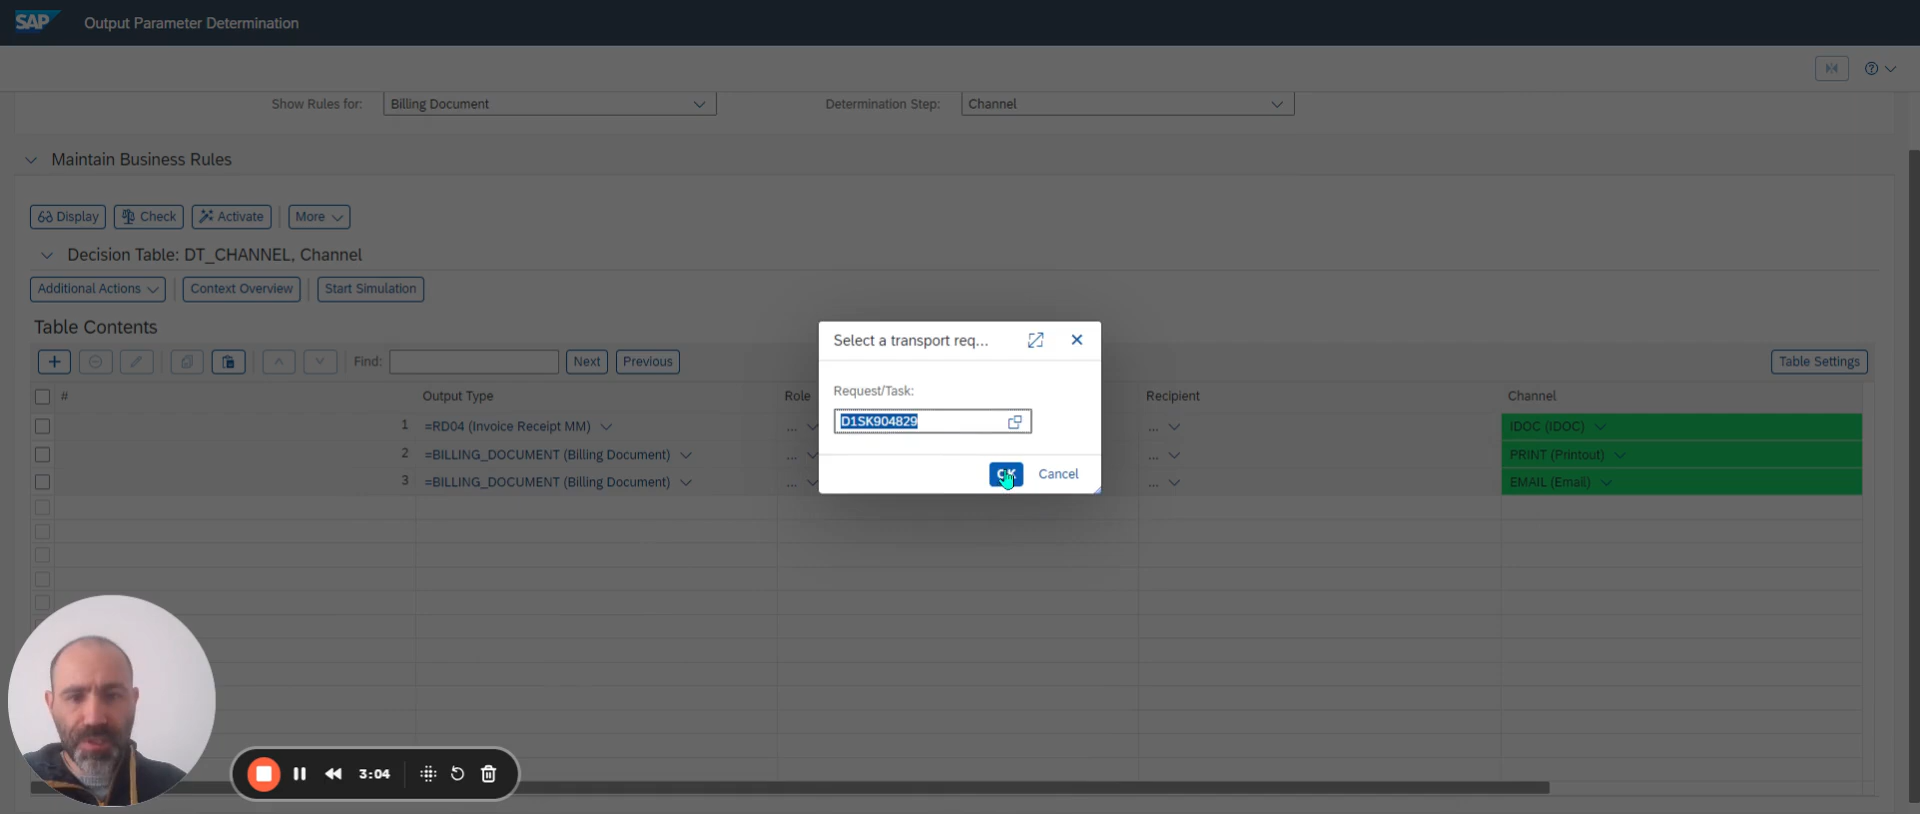 SAP Output Parameter Determination
Show Rules for: Billing Document Determination Step: Channel
Maintain Business Rules
Display Check Activate More
Decision Table: DT_CHANNEL, Channel
Additional Actions Context Overview Start Simulation
Table Contents
Find: Next Previous Table Settings
# Output Type Role Recipient Channel
1 =RD04 (Invoice Receipt MM) ... ... IDOC (IDOC)
2 =BILLING_DOCUMENT (Billing Document) ... ... PRINT (Printout)
3 =BILLING_DOCUMENT (Billing Document) ... ... EMAIL (Email)
Select a transport req...
Request/Task:
D1SK904829
OK Cancel
3:04